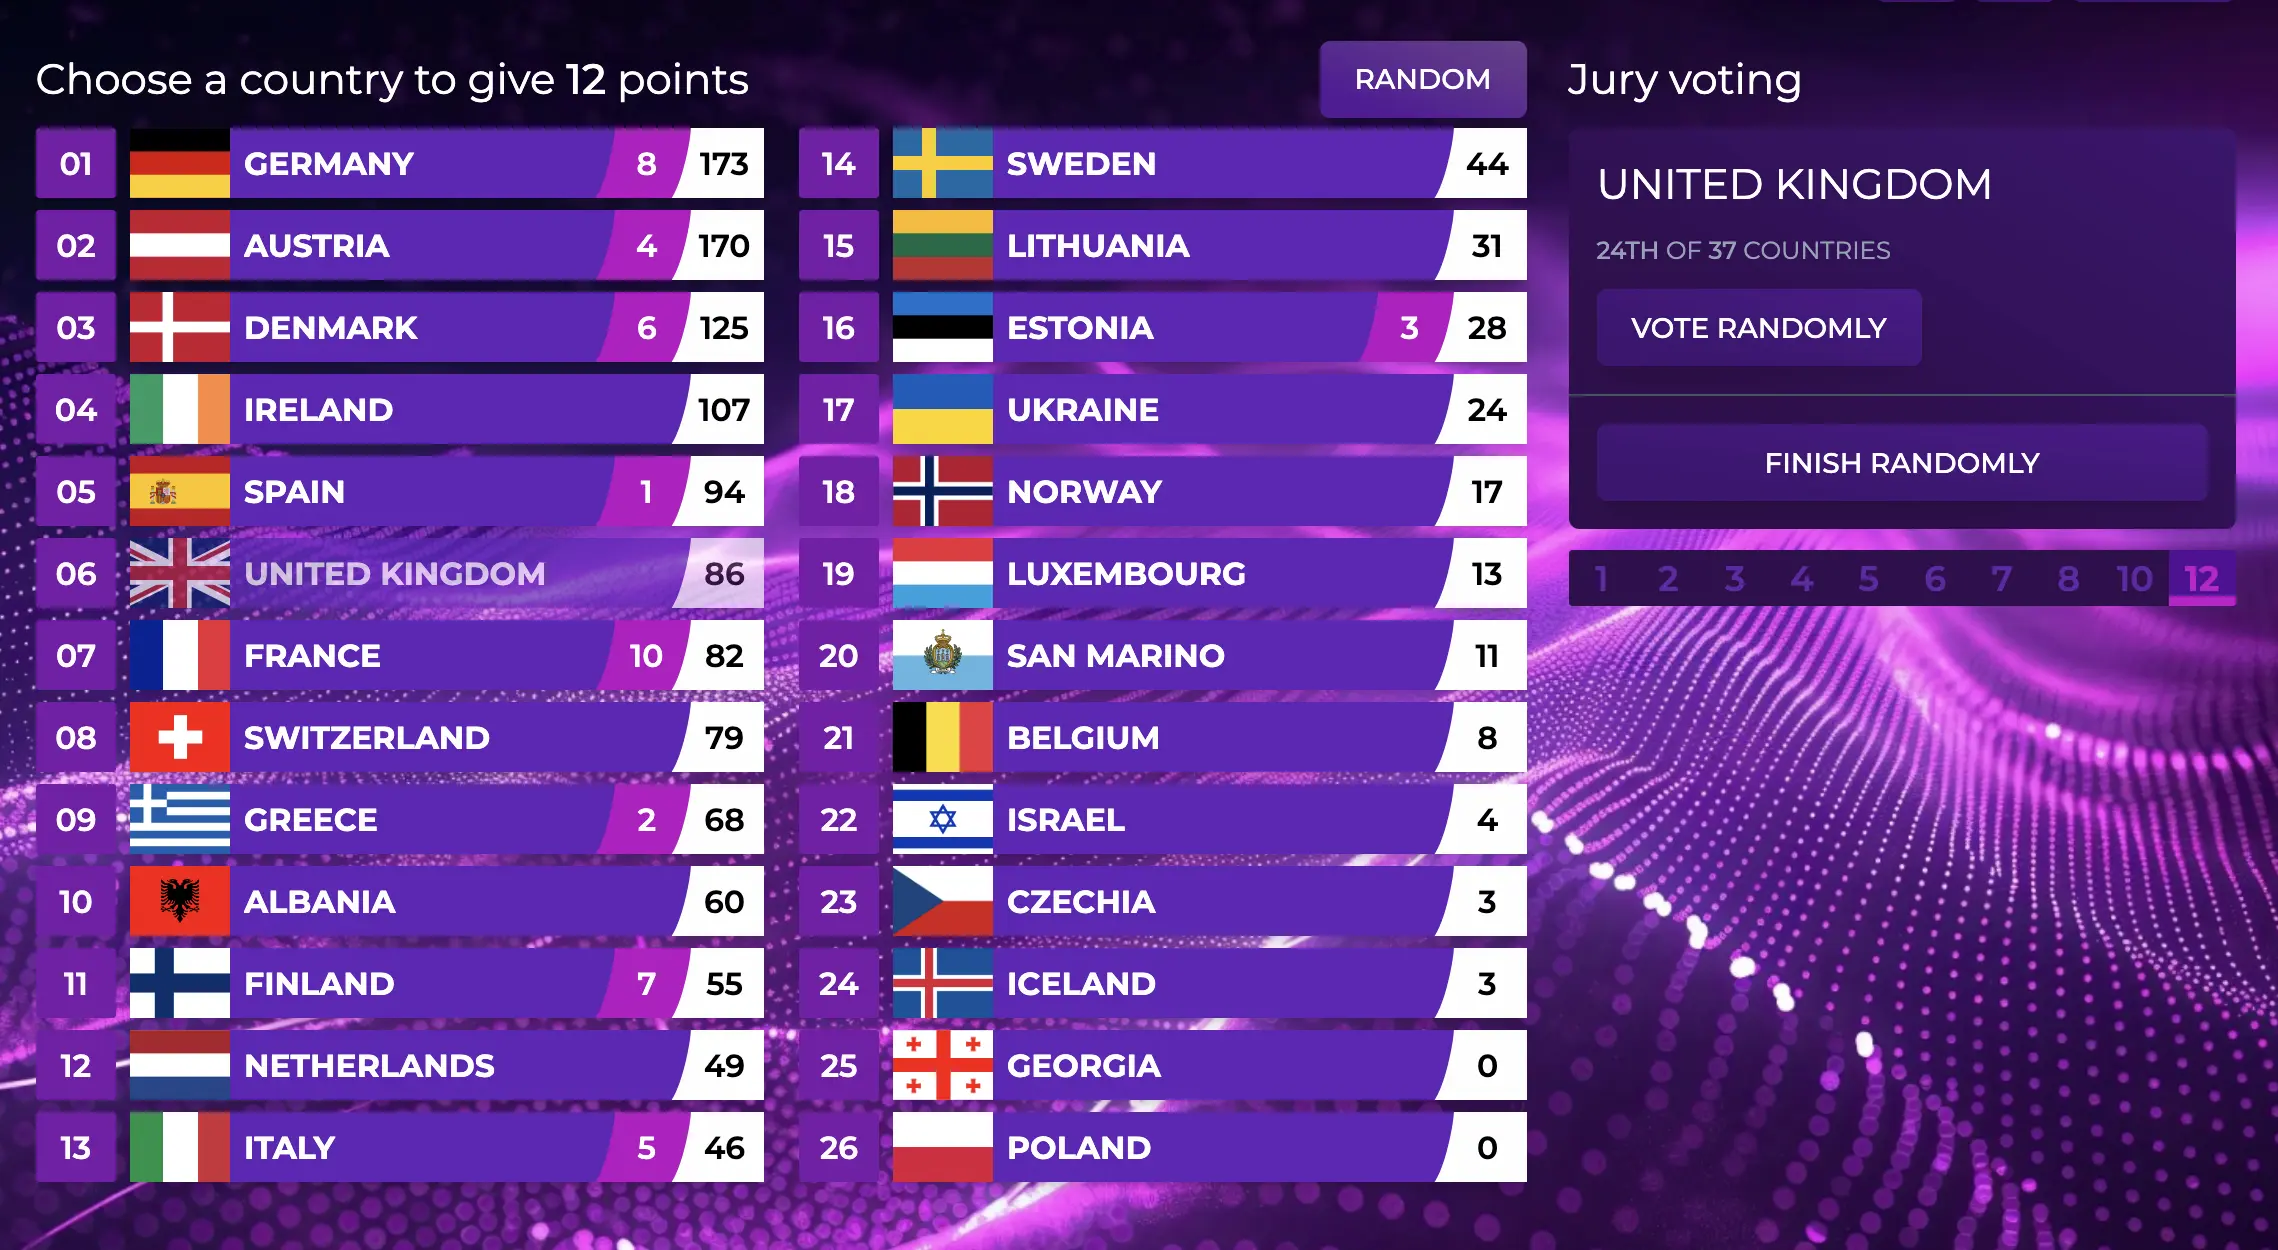 Choose a country to give 12 points
RANDOM
01 GERMANY 8 173
02 AUSTRIA 4 170
03 DENMARK 6 125
04 IRELAND 107
05 SPAIN 1 94
06 UNITED KINGDOM 86
07 FRANCE 10 82
08 SWITZERLAND 79
09 GREECE 2 68
10 ALBANIA 60
11 FINLAND 7 55
12 NETHERLANDS 49
13 ITALY 5 46
14 SWEDEN 44
15 LITHUANIA 31
16 ESTONIA 3 28
17 UKRAINE 24
18 NORWAY 17
19 LUXEMBOURG 13
20 SAN MARINO 11
21 BELGIUM 8
22 ISRAEL 4
23 CZECHIA 3
24 ICELAND 3
25 GEORGIA 0
26 POLAND 0
Jury voting
UNITED KINGDOM
24TH OF 37 COUNTRIES
VOTE RANDOMLY
FINISH RANDOMLY
1 2 3 4 5 6 7 8 10 12